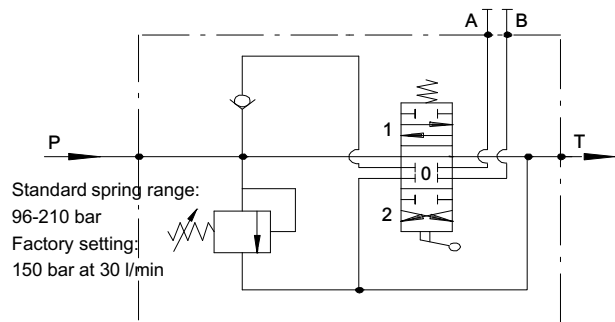 A B
P
1
T
0
Standard spring range:
96-210 bar
2
Factory setting:
150 bar at 30 l/min